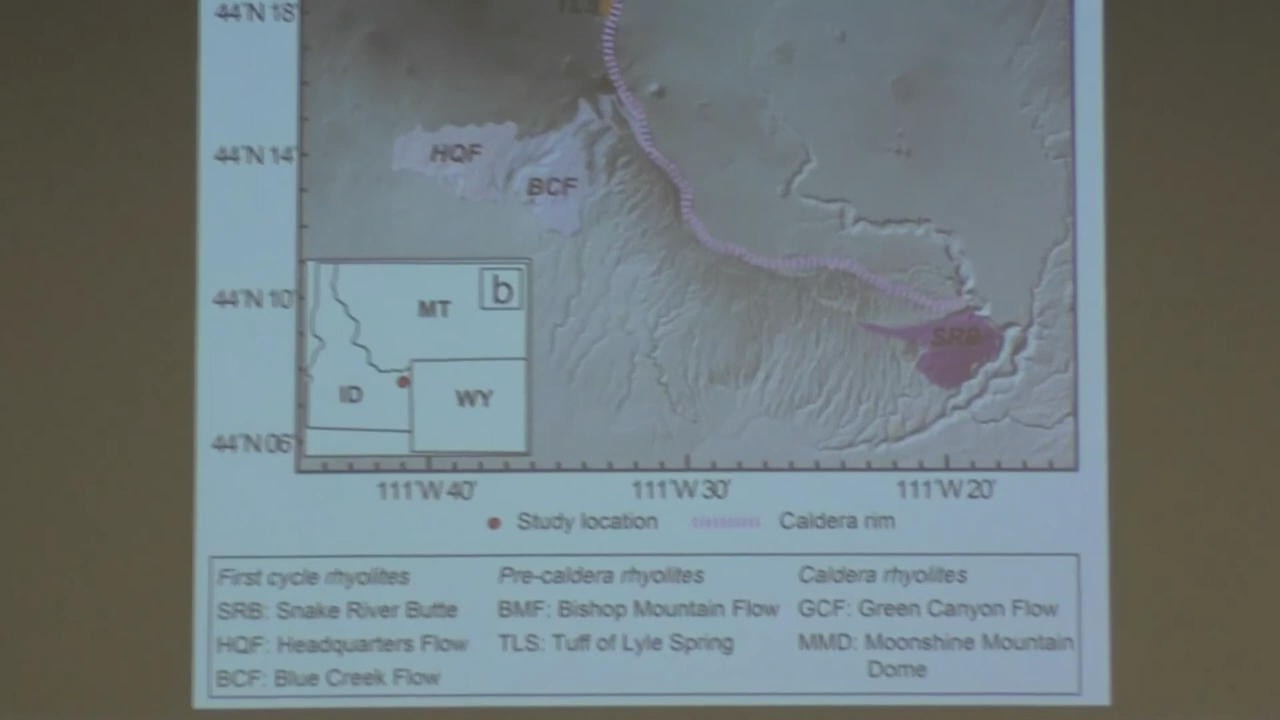 44°N 18'
TLS
44°N 14'
HQF
BCF
44°N 10'
b
MT
SRB
ID
WY
44°N 06'
111°W 40' 111°W 30' 111°W 20'
Study location Caldera rim
First cycle rhyolites Pre-caldera rhyolites Caldera rhyolites
SRB: Snake River Butte BMF: Bishop Mountain Flow GCF: Green Canyon Flow
HQF: Headquarters Flow TLS: Tuff of Lyle Spring MMD: Moonshine Mountain
Dome
BCF: Blue Creek Flow